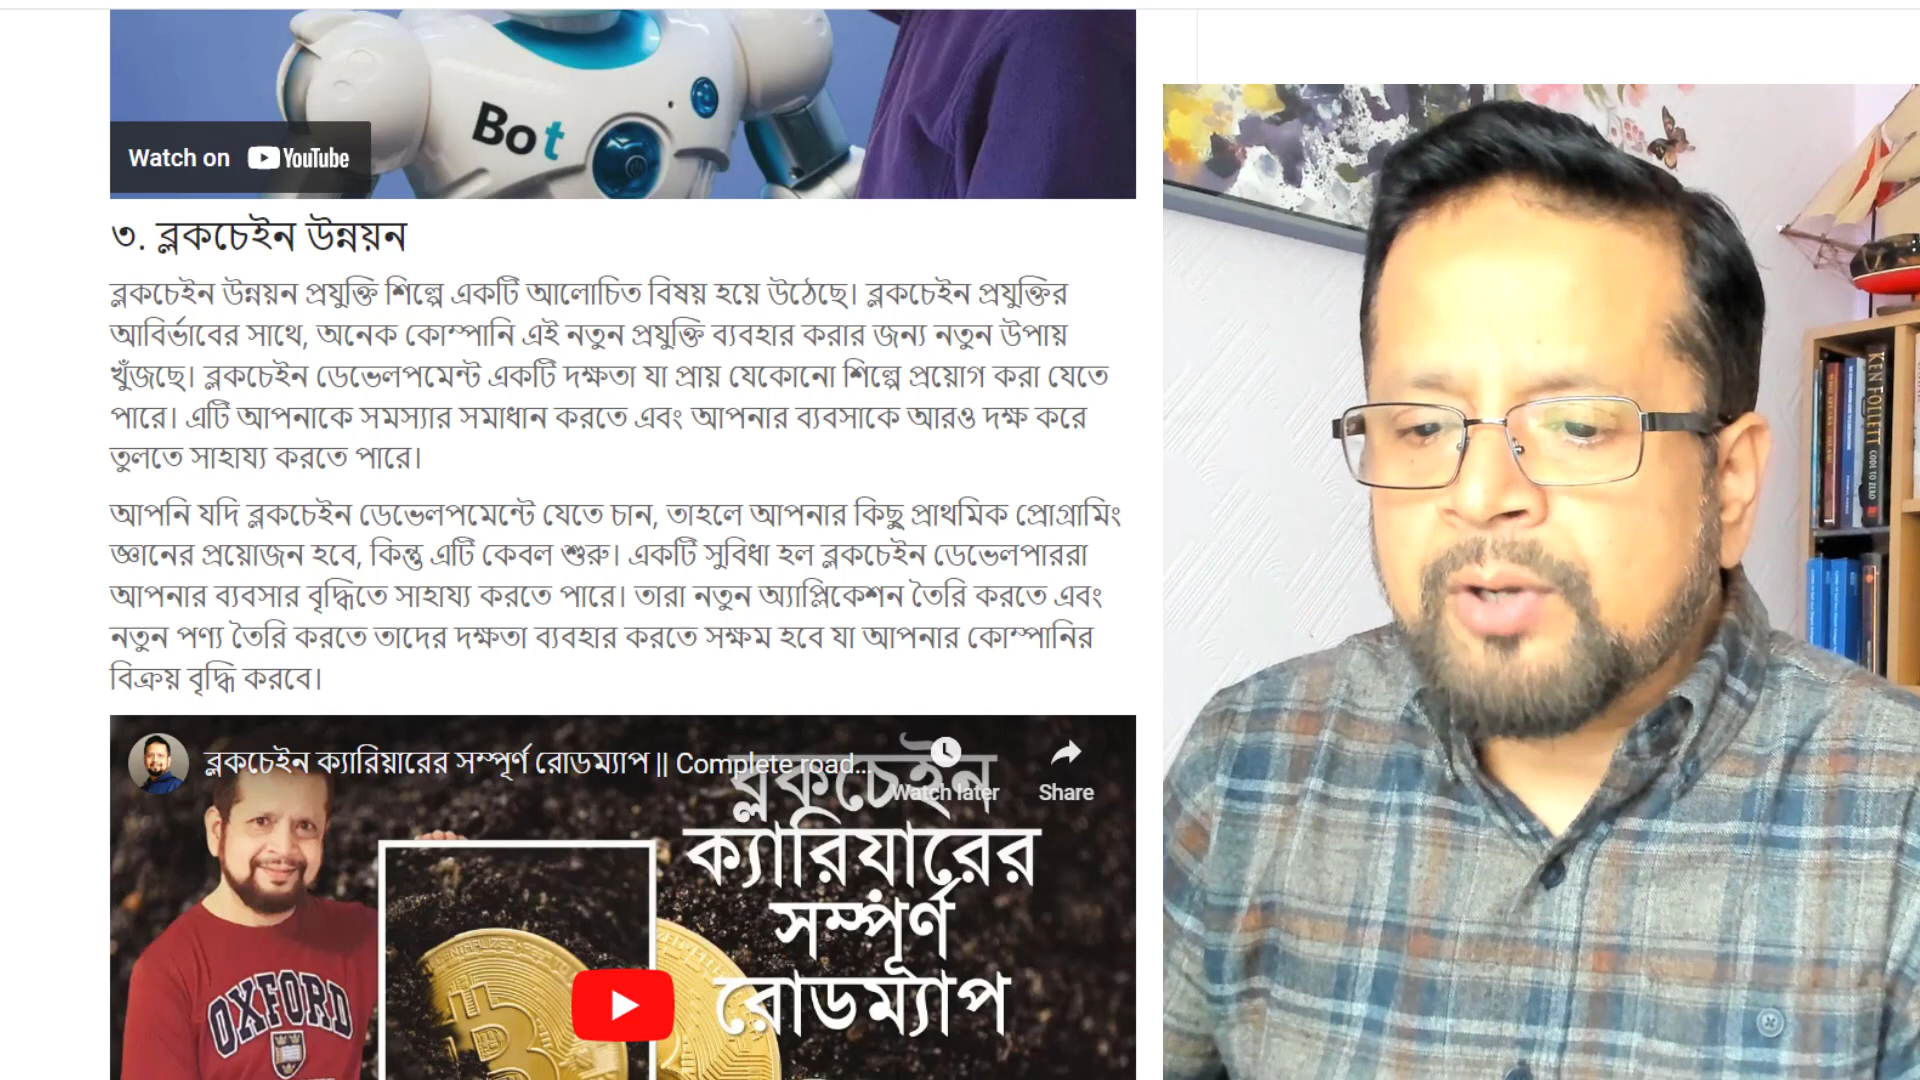 Bot
Watch on YouTube
৩. ব্লকচেইন উন্নয়ন
ব্লকচেইন উন্নয়ন প্রযুক্তি শিল্পে একটি আলোচিত বিষয় হয়ে উঠেছে। ব্লকচেইন প্রযুক্তির
আবির্ভাবের সাথে, অনেক কোম্পানি এই নতুন প্রযুক্তি ব্যবহার করার জন্য নতুন উপায়
খুঁজছে। ব্লকচেইন ডেভেলপমেন্ট একটি দক্ষতা যা প্রায় যেকোনো শিল্পে প্রয়োগ করা যেতে
পারে। এটি আপনাকে সমস্যার সমাধান করতে এবং আপনার ব্যবসাকে আরও দক্ষ করে
তুলতে সাহায্য করতে পারে।
আপনি যদি ব্লকচেইন ডেভেলপমেন্টে যেতে চান, তাহলে আপনার কিছু প্রাথমিক প্রোগ্রামিং
জ্ঞানের প্রয়োজন হবে, কিন্তু এটি কেবল শুরু। একটি সুবিধা হল ব্লকচেইন ডেভেলপাররা
আপনার ব্যবসার বৃদ্ধিতে সাহায্য করতে পারে। তারা নতুন অ্যাপ্লিকেশন তৈরি করতে এবং
নতুন পণ্য তৈরি করতে তাদের দক্ষতা ব্যবহার করতে সক্ষম হবে যা আপনার কোম্পানির
বিক্রয় বৃদ্ধি করবে।
ব্লকচেইন ক্যারিয়ারের সম্পূর্ণ রোডম্যাপ || Complete road...
Watch later
Share
ব্লকচেইন
ক্যারিয়ারের
সম্পূর্ণ
রোডম্যাপ
OXFORD
KEN FOLLETT
CODE TO ZERO